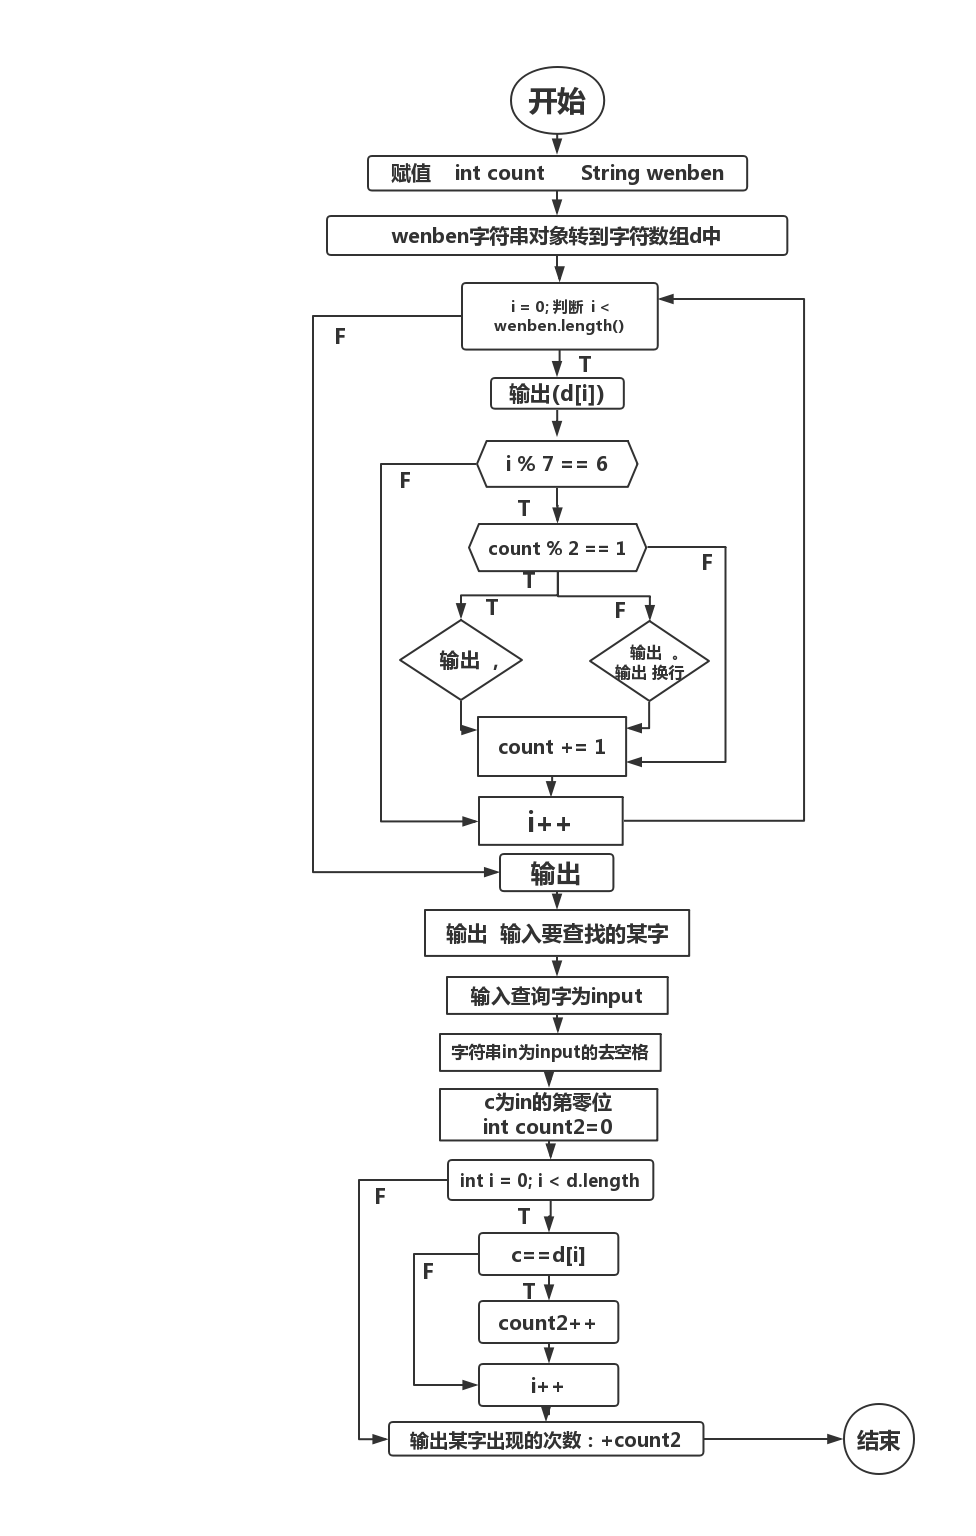 开始
赋值 int count String wenben
wenben字符串对象转到字符数组d中
i = 0; 判断 i <
wenben.length()
F
T
输出(d[i])
i % 7 == 6
F
T
count % 2 == 1
F
T
T
F
输出 ，
输出 。
输出 换行
count += 1
i++
输出
输出 输入要查找的某字
输入查询字为input
字符串in为input的去空格
c为in的第零位
int count2=0
int i = 0; i < d.length
F
T
c==d[i]
F
T
count2++
i++
输出某字出现的次数：+count2
结束